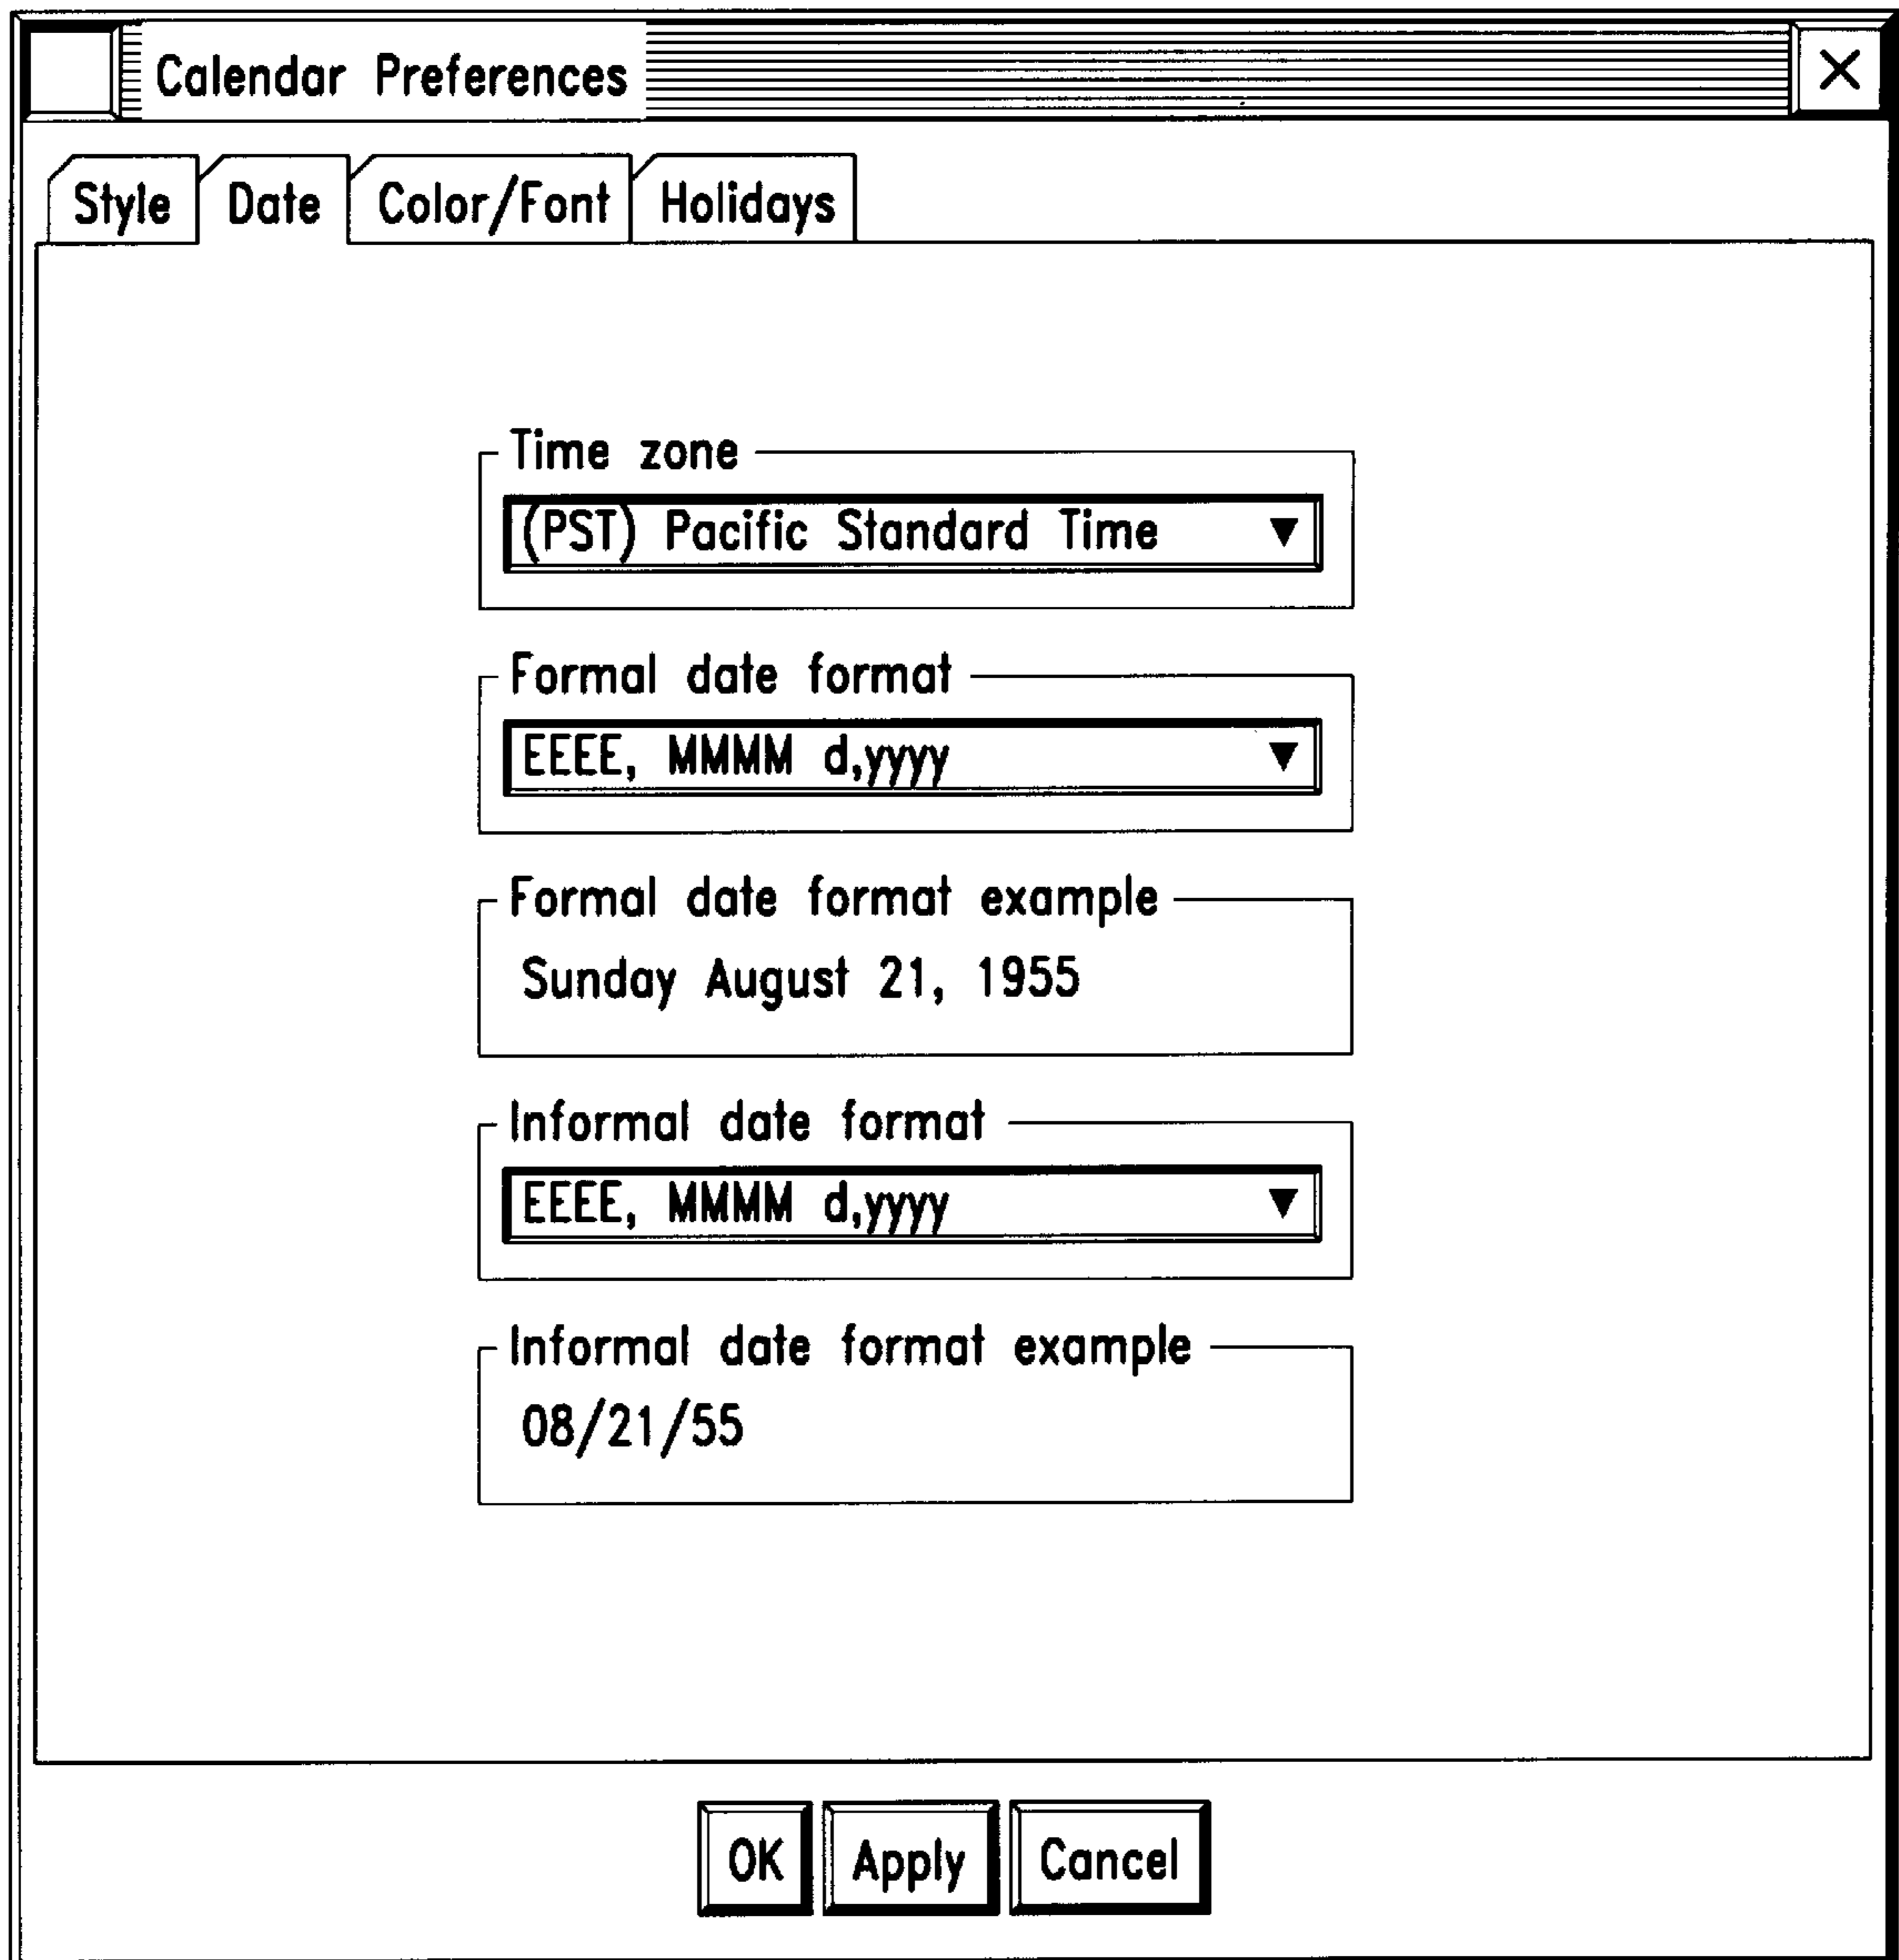 Calendar Preferences
Style Date Color/Font Holidays
Time zone
(PST) Pacific Standard Time
Formal date format
EEEE, MMMM d,yyyy
Formal date format example
Sunday August 21, 1955
Informal date format
EEEE, MMMM d,yyyy
Informal date format example
08/21/55
OK Apply Cancel